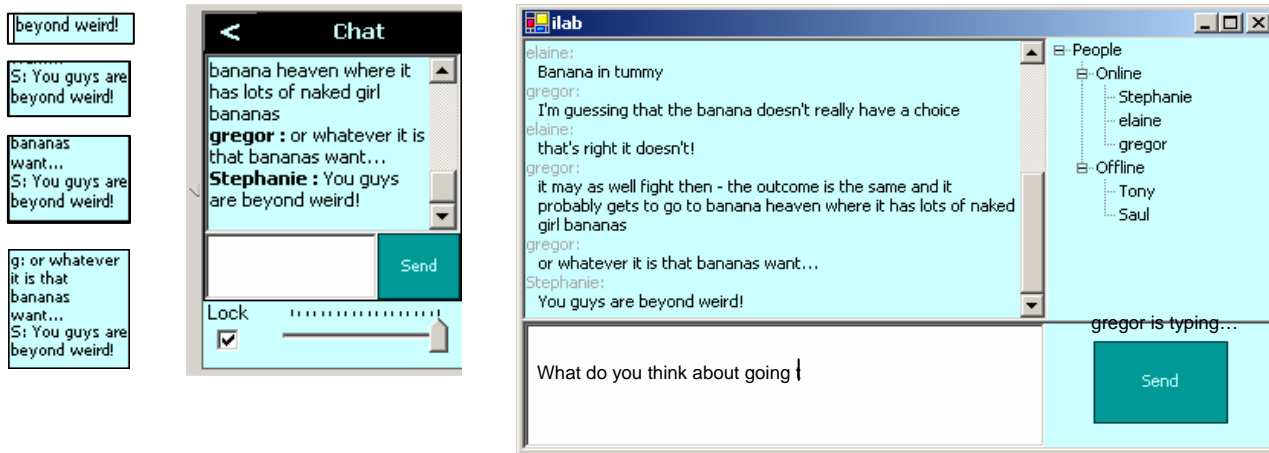 beyond weird!
S: You guys are
beyond weird!
bananas
want...
S: You guys are
beyond weird!
g: or whatever
it is that
bananas
want...
S: You guys are
beyond weird!
< Chat
banana heaven where it
has lots of naked girl
bananas
gregor : or whatever it is
that bananas want...
Stephanie : You guys
are beyond weird!
Send
Lock
ilab
elaine:
Banana in tummy
gregor:
I'm guessing that the banana doesn't really have a choice
elaine:
that's right it doesn't!
gregor:
it may as well fight then - the outcome is the same and it
probably gets to go to banana heaven where it has lots of naked
girl bananas
gregor:
or whatever it is that bananas want...
Stephanie:
You guys are beyond weird!
People
Online
Stephanie
elaine
gregor
Offline
Tony
Saul
gregor is typing...
What do you think about going t
Send